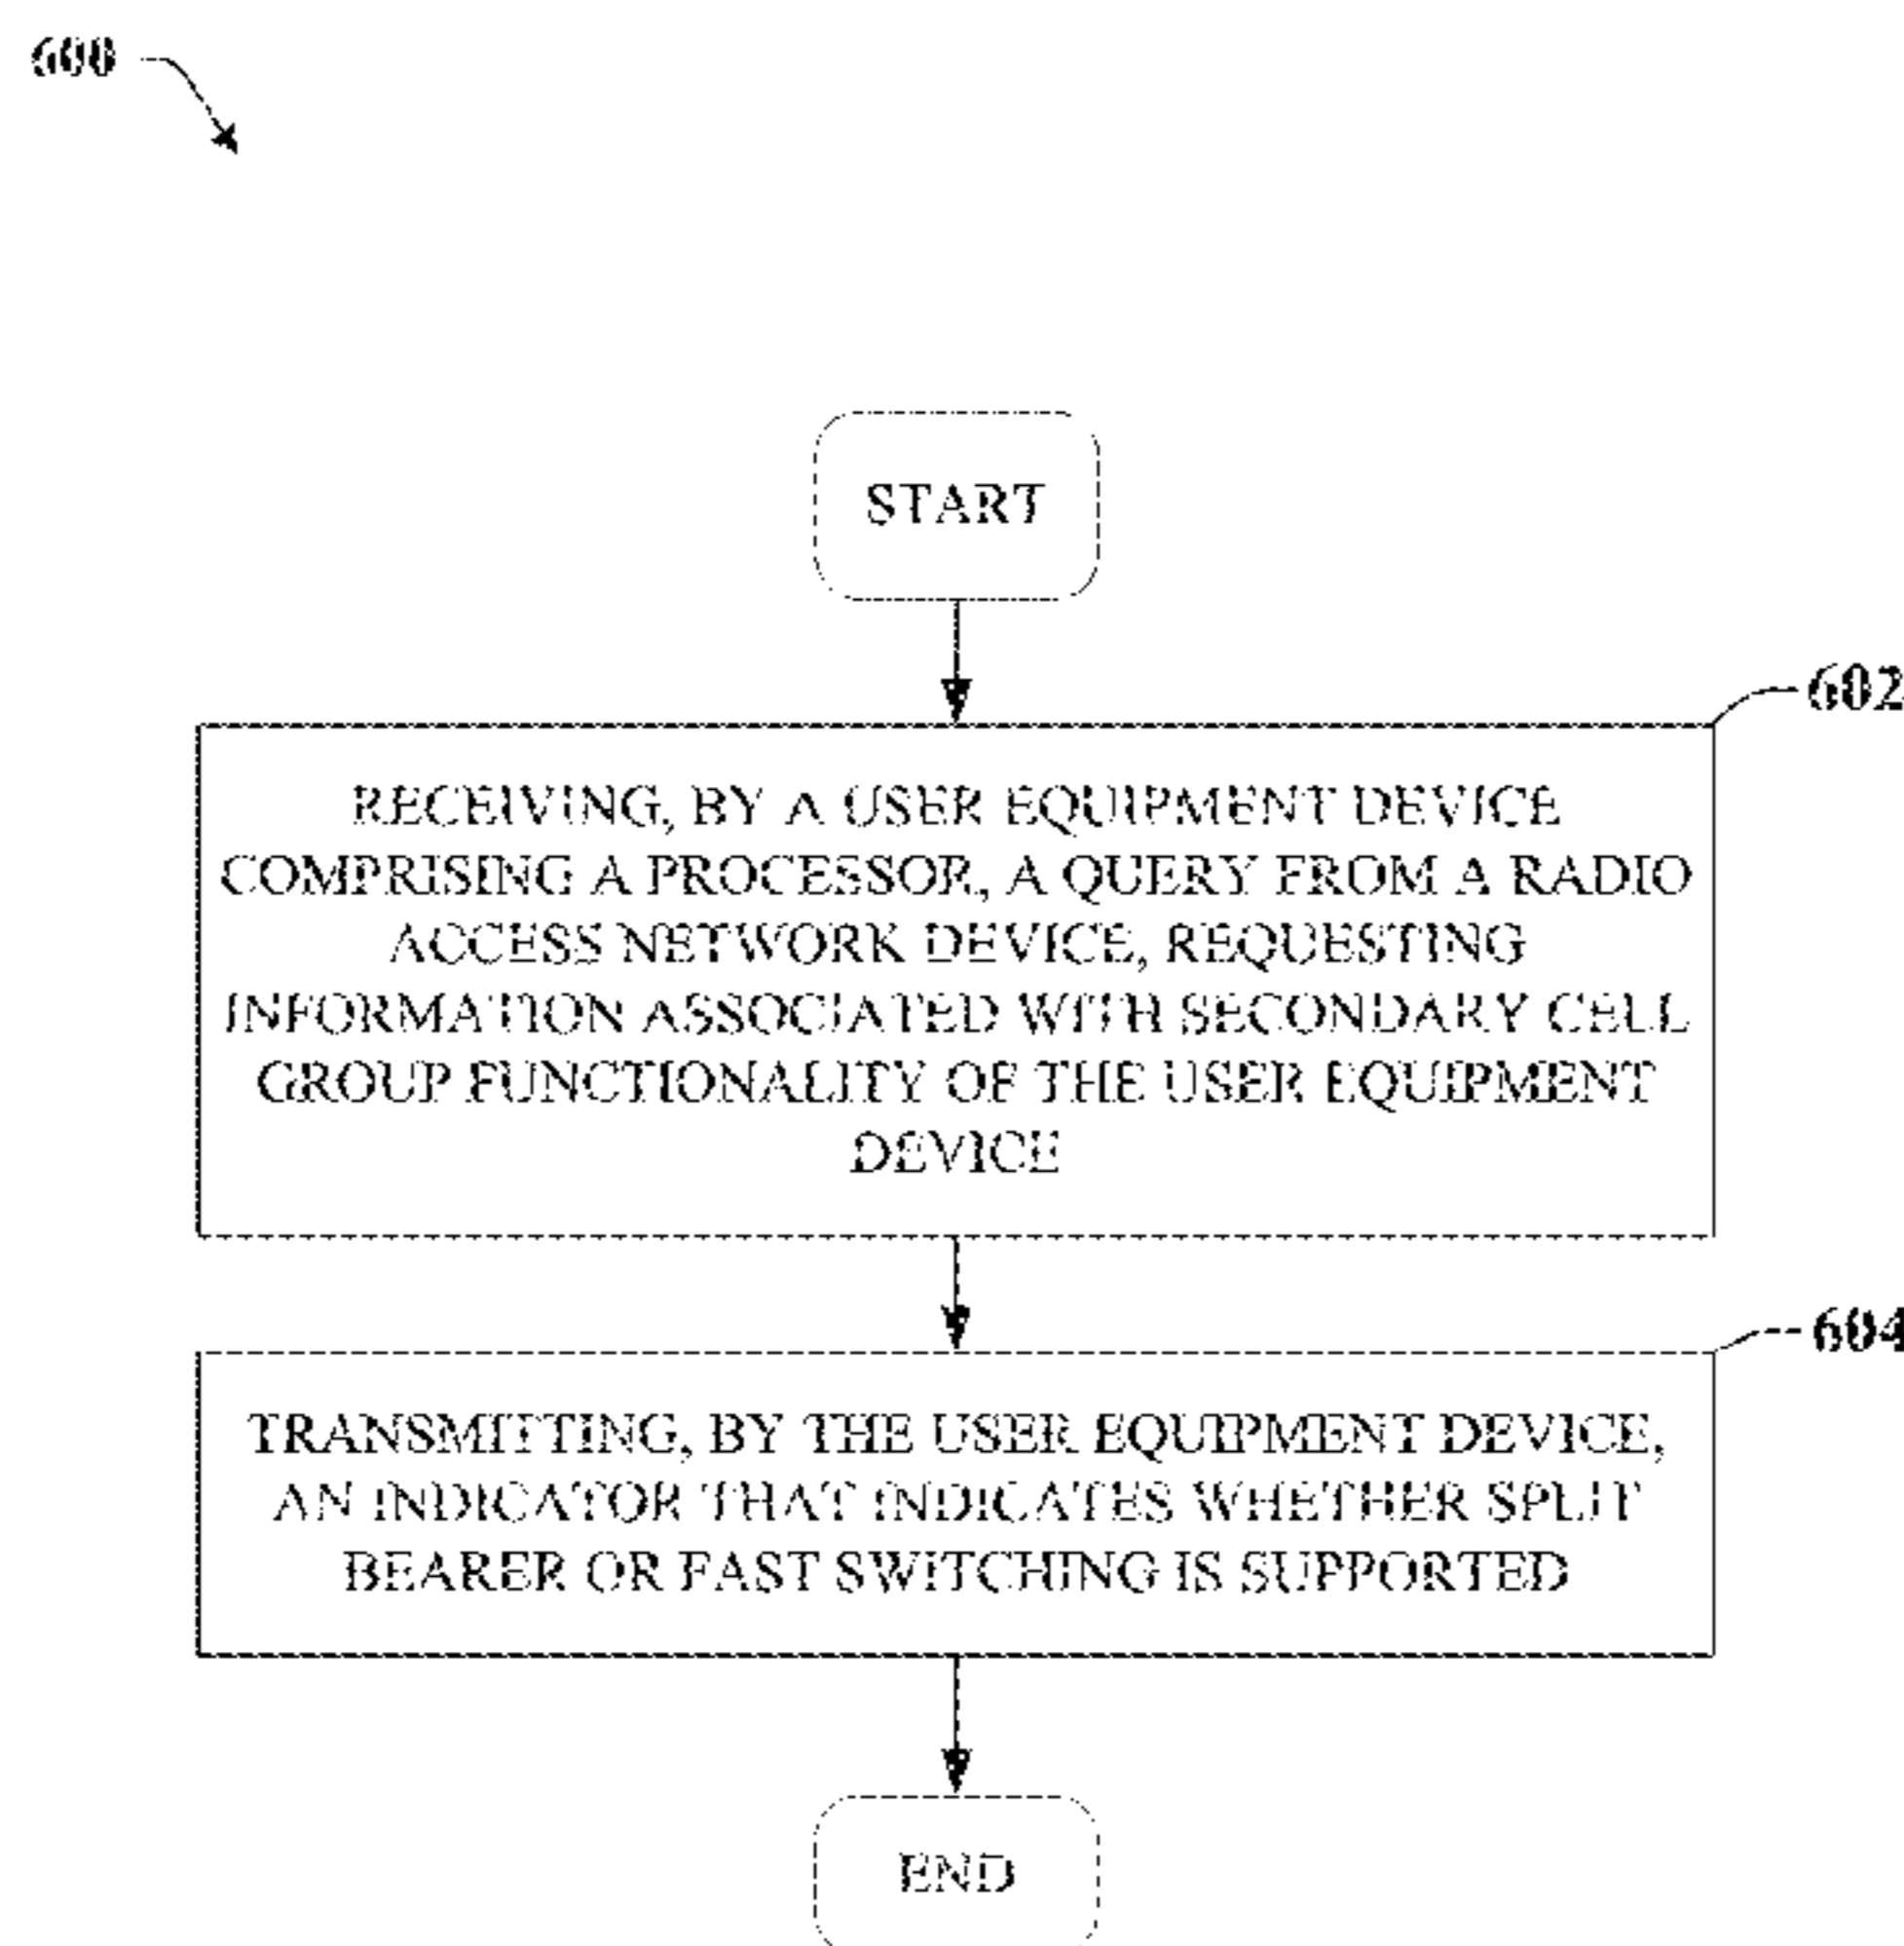 600
START
602
RECEIVING, BY A USER EQUIPMENT DEVICE
COMPRISING A PROCESSOR, A QUERY FROM A RADIO
ACCESS NETWORK DEVICE, REQUESTING
INFORMATION ASSOCIATED WITH SECONDARY CELL
GROUP FUNCTIONALITY OF THE USER EQUIPMENT
DEVICE
604
TRANSMITTING, BY THE USER EQUIPMENT DEVICE,
AN INDICATOR THAT INDICATES WHETHER SPLIT
BEARER OR FAST SWITCHING IS SUPPORTED
END